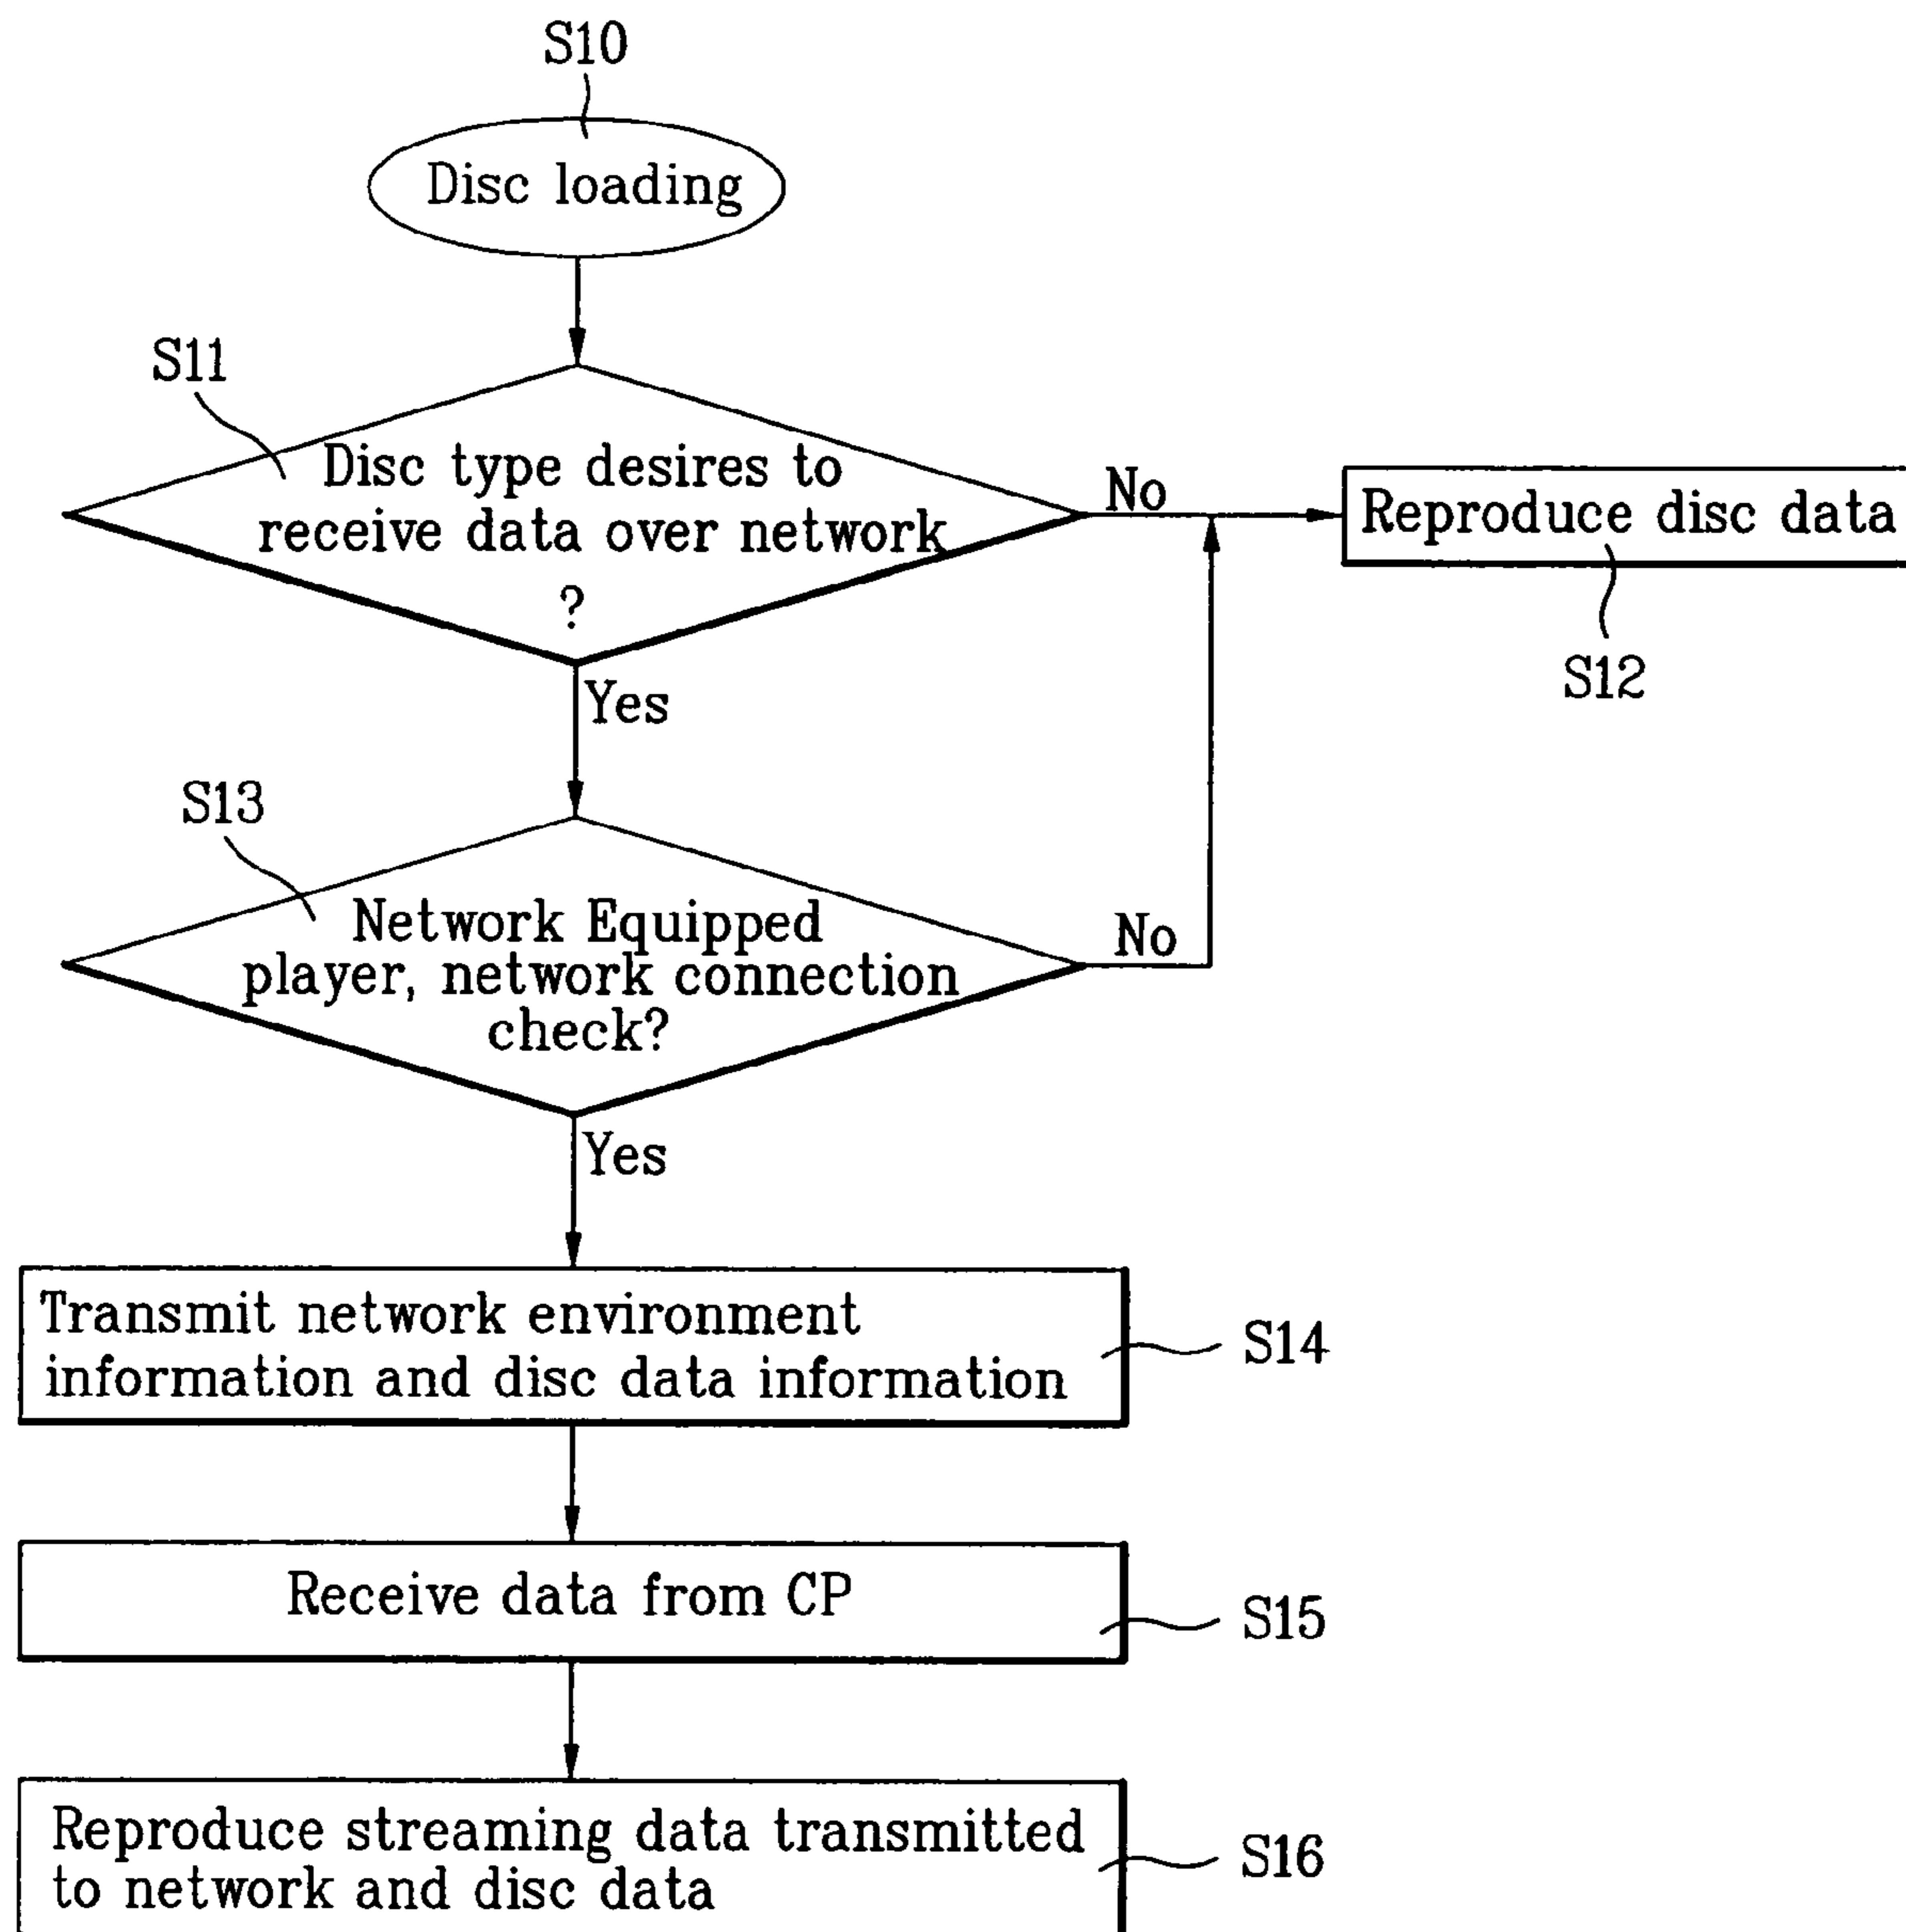 S10
Disc loading
S11
Disc type desires to
receive data over network
?
No
Reproduce disc data
S12
Yes
S13
Network Equipped
player, network connection
check?
No
Yes
Transmit network environment
information and disc data information
S14
Receive data from CP
S15
Reproduce streaming data transmitted
to network and disc data
S16